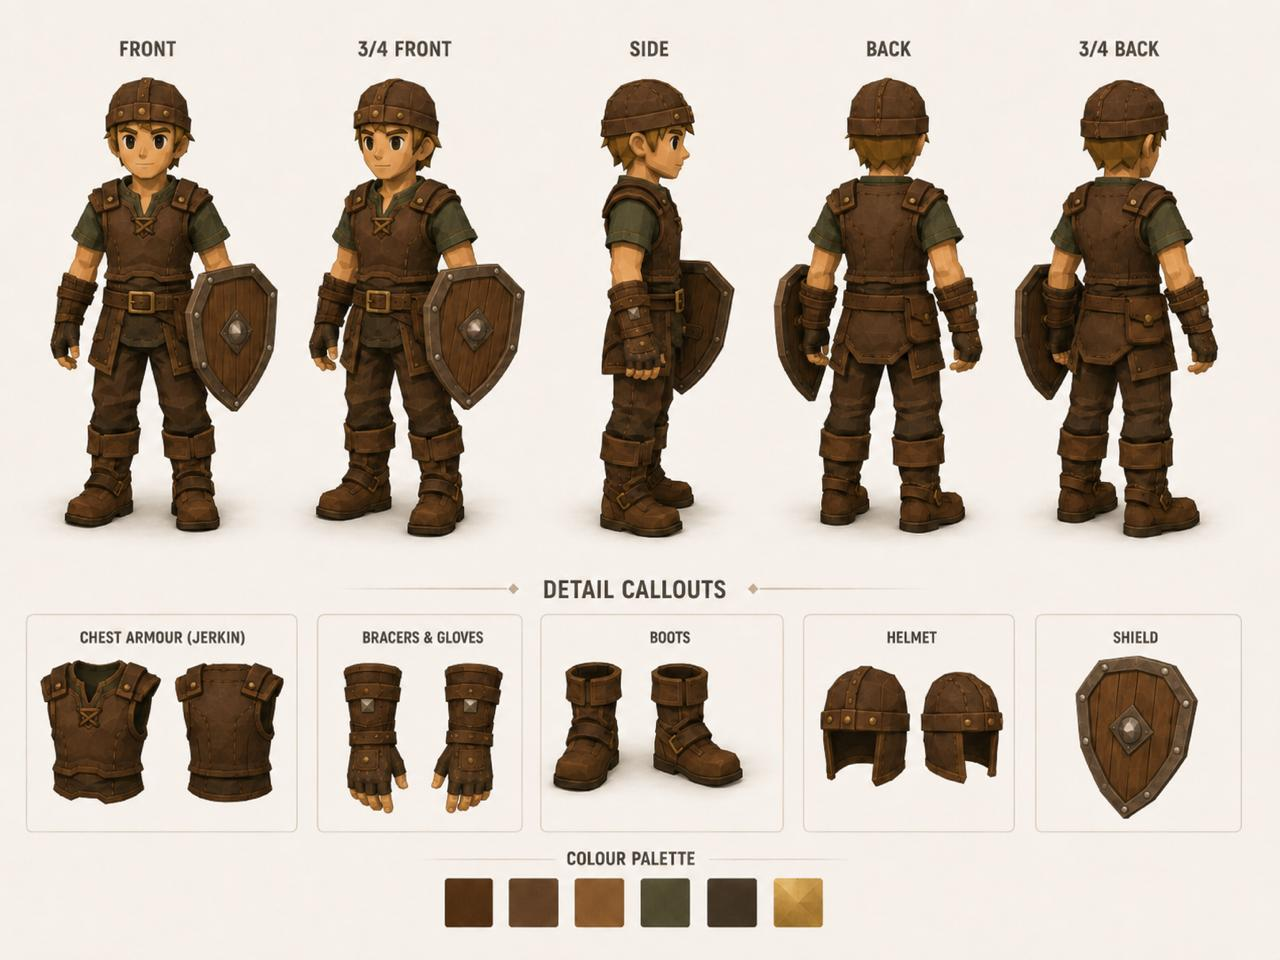 FRONT
3/4 FRONT
SIDE
BACK
3/4 BACK
DETAIL CALLOUTS
CHEST ARMOUR (JERKIN)
BRACERS & GLOVES
BOOTS
HELMET
SHIELD
COLOUR PALETTE